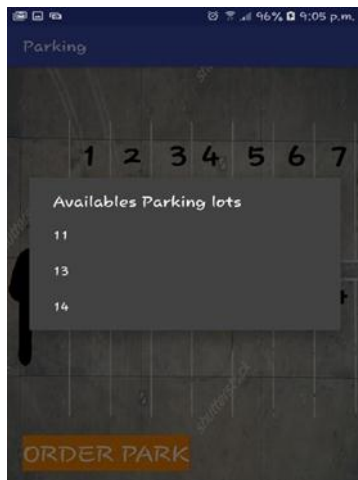 96% 9:05 p.m.
Parking
1 2 3 4 5 6 7
Availables Parking lots
11
13
14
ORDER PARK